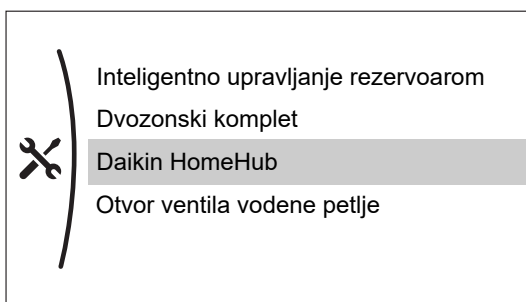 Inteligentno upravljanje rezervoarom
Dvozonski komplet
Daikin HomeHub
Otvor ventila vodene petlje